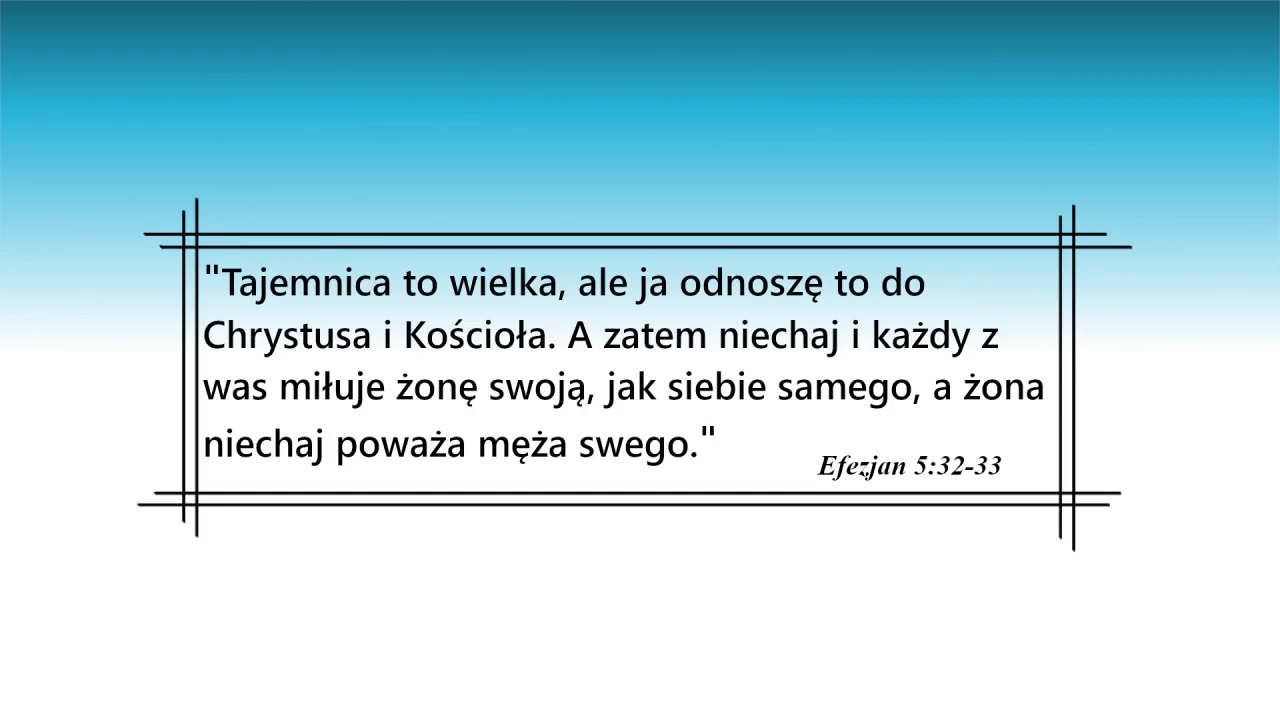 "Tajemnica to wielka, ale ja odnoszę to do
Chrystusa i Kościoła. A zatem niechaj i każdy z
was miłuje żonę swoją, jak siebie samego, a żona
niechaj poważa męża swego."
Efezjan 5:32-33